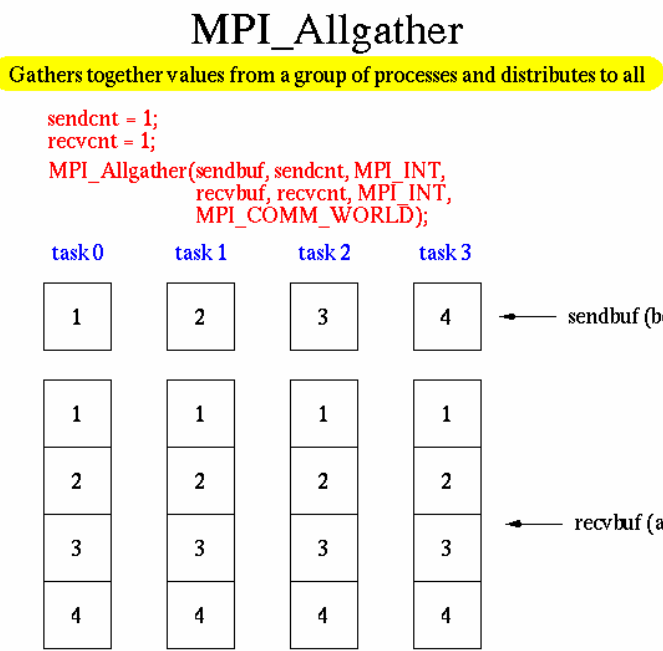 MPI_Allgather
Gathers together values from a group of processes and distributes to all
sendcnt = 1;
recvcnt = 1;
MPI_Allgather(sendbuf, sendcnt, MPI_INT,
recvbuf, recvcnt, MPI_INT,
MPI_COMM_WORLD);
task 0 task 1 task 2 task 3
1 2 3 4 sendbuf
1 1 1 1
2 2 2 2
recvbuf
3 3 3 3
4 4 4 4